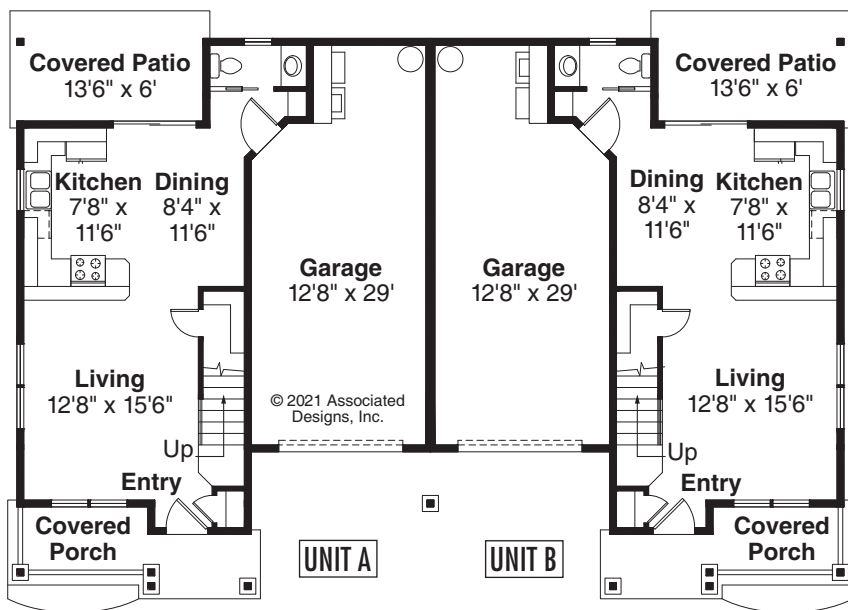 Covered Patio
13'6" x 6'
Covered Patio
13'6" x 6'
Kitchen
7'8" x
11'6"
Dining
8'4" x
11'6"
Dining
8'4" x
11'6"
Kitchen
7'8" x
11'6"
Garage
12'8" x 29'
Garage
12'8" x 29'
Living
12'8" x 15'6"
© 2021 Associated
Designs, Inc.
Living
12'8" x 15'6"
Up
Up
Entry
Entry
Covered
Porch
UNIT A
UNIT B
Covered
Porch